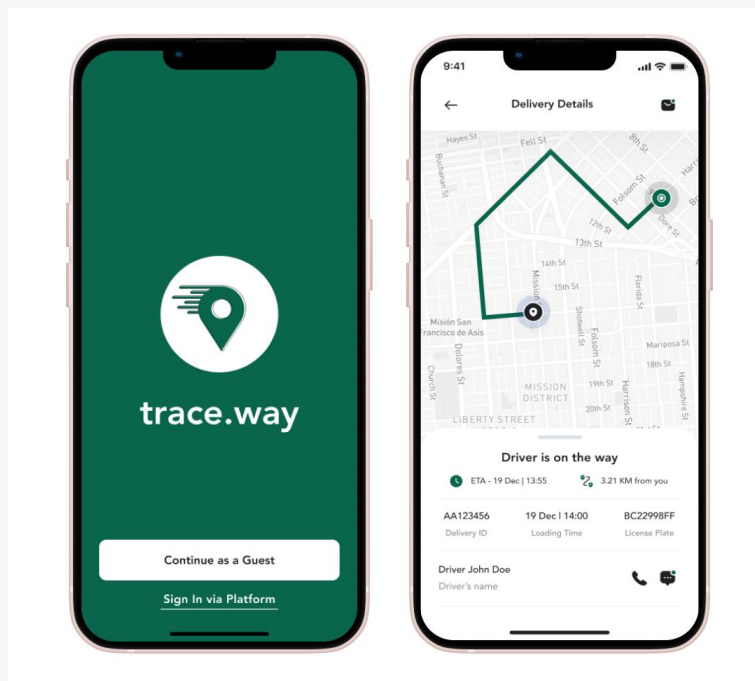 trace.way
Continue as a Guest
Sign In via Platform
9:41
Delivery Details
Hayes St
Fell St
8th St
Buchanan St
Folsom St
Dore St
12th St
13th St
14th St
Mission
15th St
Florida St
Shotwell St
Folsom St
Misión San
Francisco de Asís
Dolores St
Mariposa St
18th St
Church St
MISSION
DISTRICT
19th St
Harrison St
Hampshire St
20th St
LIBERTY STREET
Driver is on the way
ETA - 19 Dec | 13:55
3.21 KM from you
AA123456 19 Dec | 14:00 BC22998FF
Delivery ID Loading Time License Plate
Driver John Doe
Driver's name